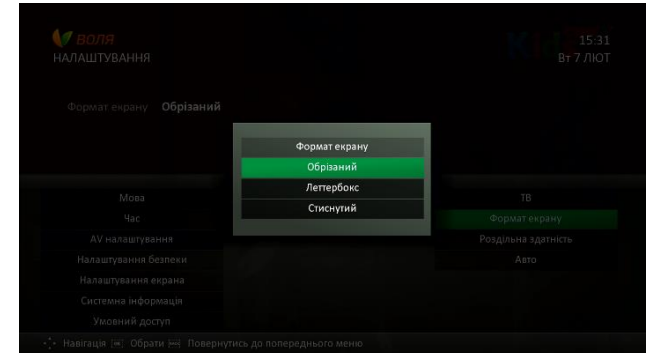 воля
НАЛАШТУВАННЯ
15:31
Вт 7 ЛЮТ
Формат екрану Обрізаний
Формат екрану
Обрізаний
Леттербокс
Стиснутий
Мова
Час
AV налаштування
Налаштування безпеки
Налаштування екрана
Системна інформація
Умовний доступ
ТВ
Формат екрану
Роздільна здатність
Авто
Навігація Обрати Повернутись до попереднього меню